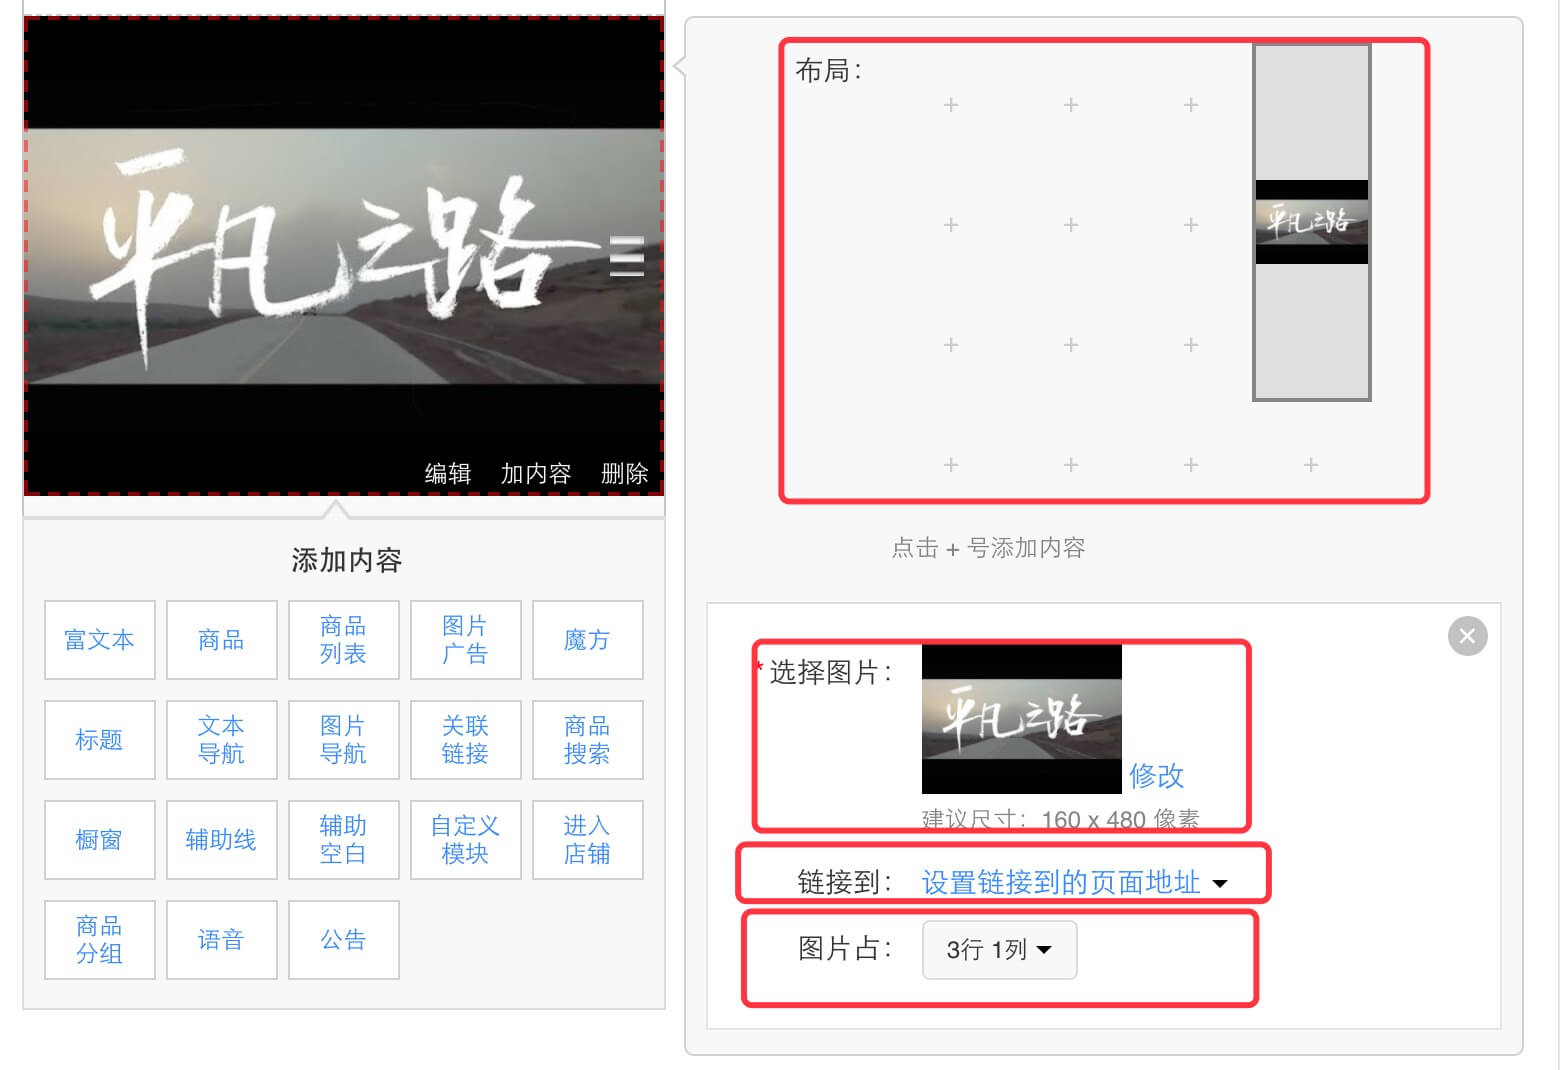 平凡之路
编辑 加内容 删除
添加内容
富文本
商品
商品
列表
图片
广告
魔方
标题
文本
导航
图片
导航
关联
链接
商品
搜索
橱窗
辅助线
辅助
空白
自定义
模块
进入
店铺
商品
分组
语音
公告
布局：
+ + +
平凡之路
+ + +
+ + +
+ + + +
点击 + 号添加内容
* 选择图片：
平凡之路
修改
建议尺寸：160 x 480 像素
链接到： 设置链接到的页面地址
图片占： 3行 1列